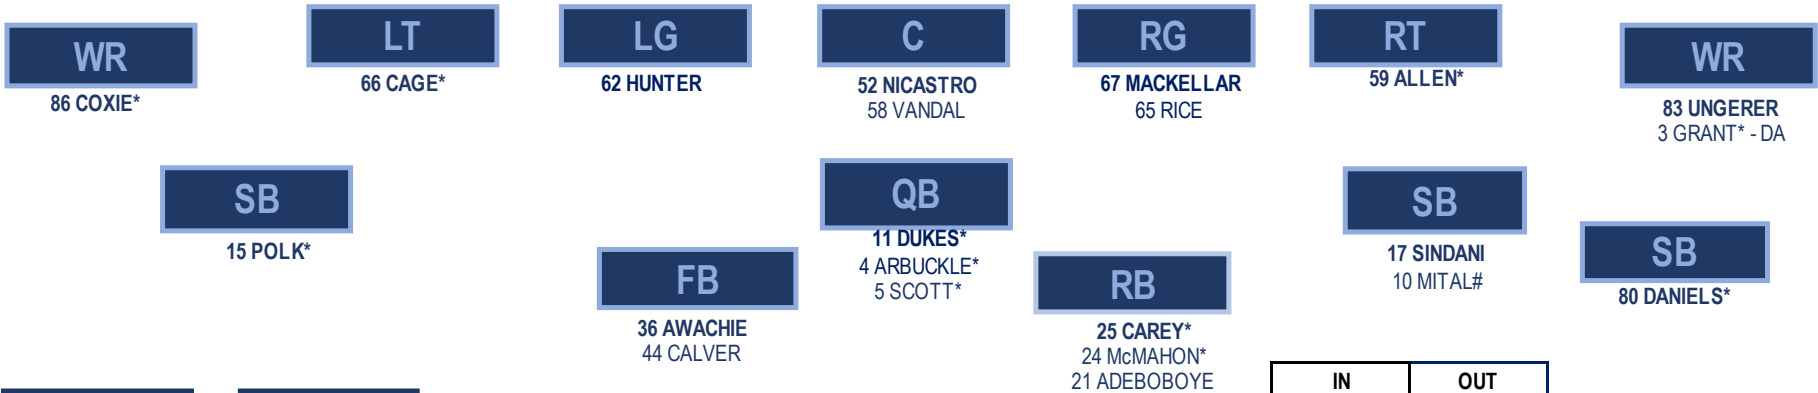 WR
86 COXIE*
LT
66 CAGE*
LG
62 HUNTER
C
52 NICASTRO
58 VANDAL
RG
67 MACKELLAR
65 RICE
RT
59 ALLEN*
WR
83 UNGERER
3 GRANT* - DA
SB
15 POLK*
FB
36 AWACHIE
44 CALVER
QB
11 DUKES*
4 ARBUCKLE*
5 SCOTT*
RB
25 CAREY*
24 McMAHON*
21 ADEBOBOYE
SB
17 SINDANI
10 MITAL#
SB
80 DANIELS*
IN OUT